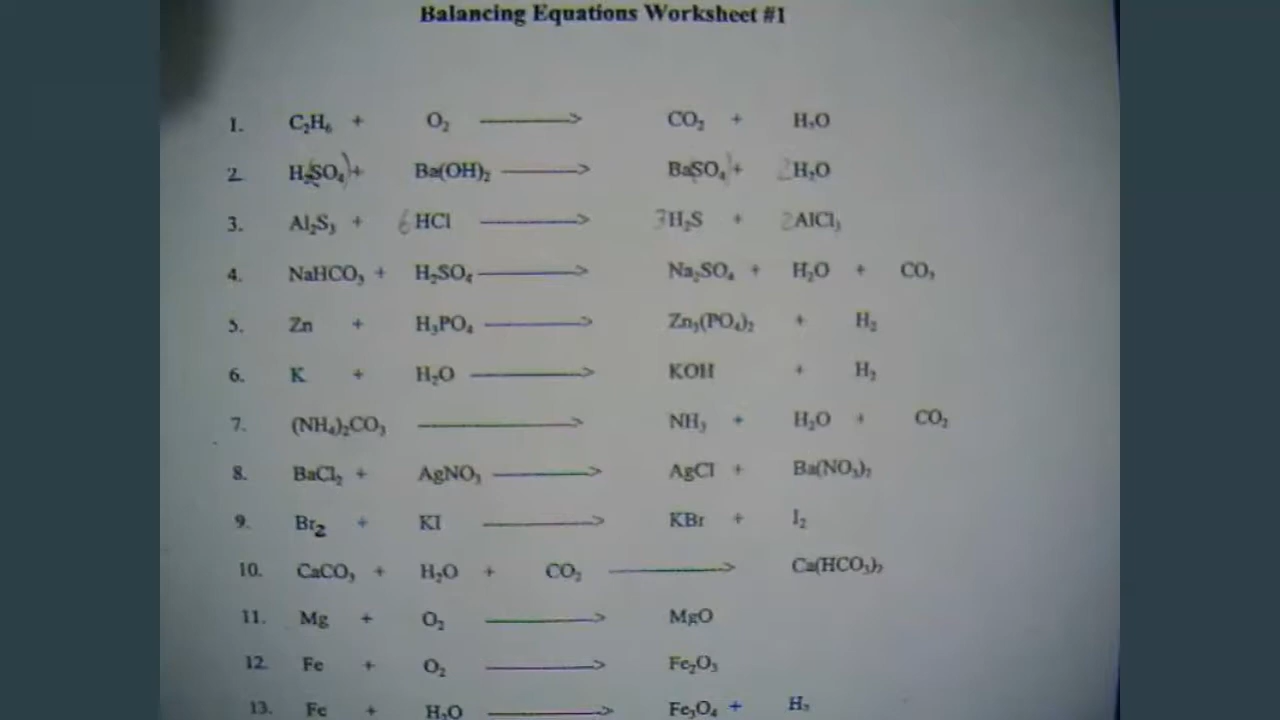 Balancing Equations Worksheet #1
1. C₂H₆ + O₂ ⟶ CO₂ + H₂O
2. H₂SO₄ + Ba(OH)₂ ⟶ BaSO₄ + 2H₂O
3. Al₂S₃ + 6HCl ⟶ 3H₂S + 2AlCl₃
4. NaHCO₃ + H₂SO₄ ⟶ Na₂SO₄ + H₂O + CO₂
5. Zn + H₃PO₄ ⟶ Zn₃(PO₄)₂ + H₂
6. K + H₂O ⟶ KOH + H₂
7. (NH₄)₂CO₃ ⟶ NH₃ + H₂O + CO₂
8. BaCl₂ + AgNO₃ ⟶ AgCl + Ba(NO₃)₂
9. Br₂ + KI ⟶ KBr + I₂
10. CaCO₃ + H₂O + CO₂ ⟶ Ca(HCO₃)₂
11. Mg + O₂ ⟶ MgO
12. Fe + O₂ ⟶ Fe₂O₃
13. Fe + H₂O ⟶ Fe₃O₄ + H₂